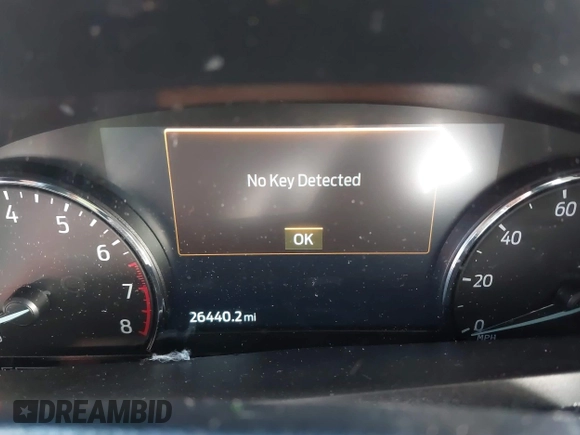 No Key Detected
OK
4 5 6 7 8
26440.2 mi
0 20 40 60
MPH
DREAMBID